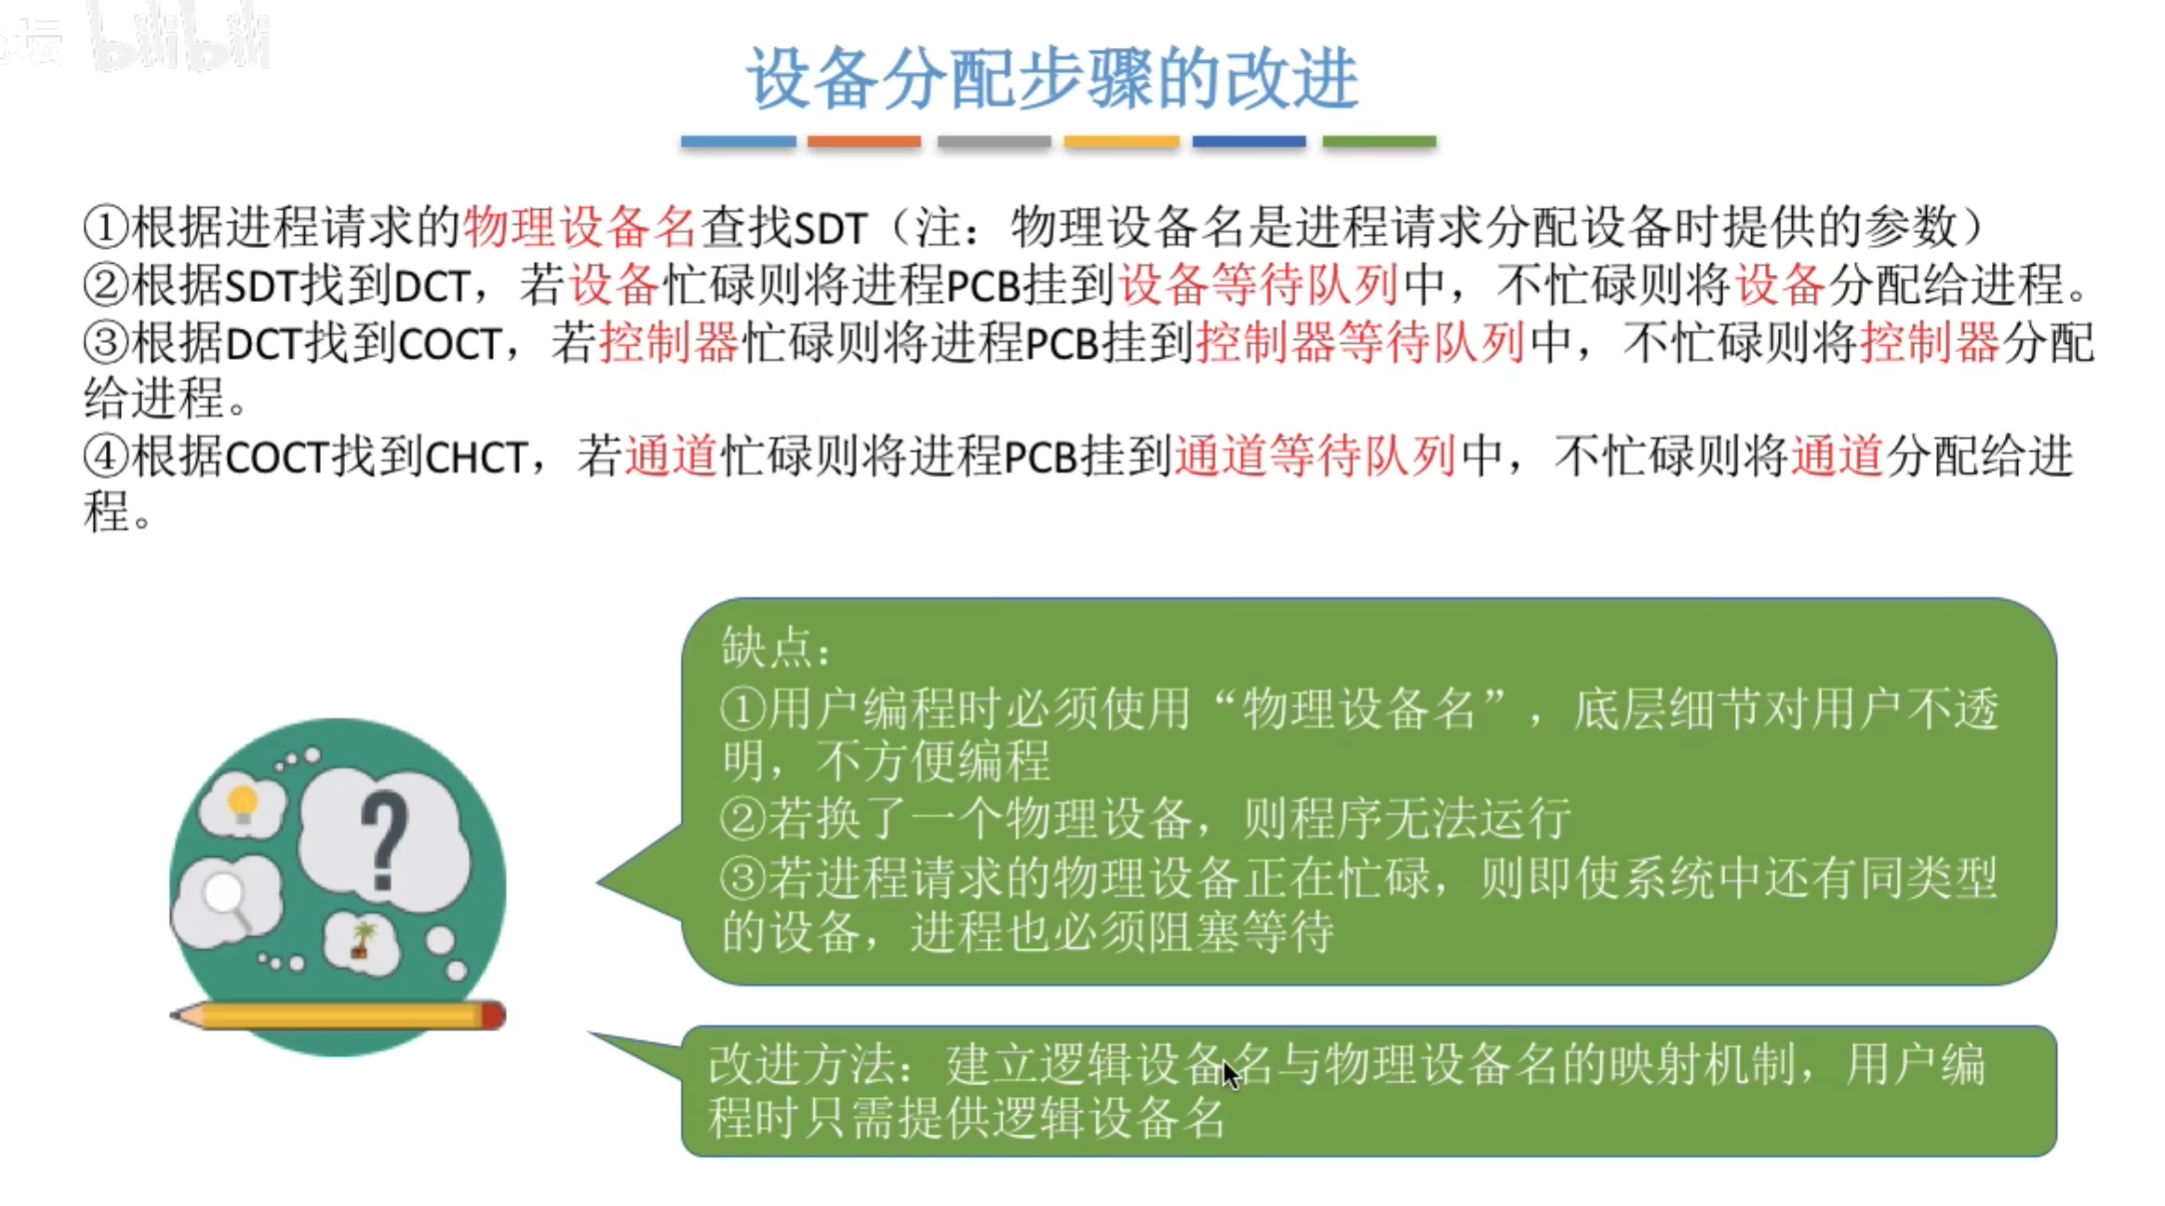 坛 bilibili
设备分配步骤的改进
①根据进程请求的物理设备名查找SDT（注：物理设备名是进程请求分配设备时提供的参数）
②根据SDT找到DCT，若设备忙碌则将进程PCB挂到设备等待队列中，不忙碌则将设备分配给进程。
③根据DCT找到COCT，若控制器忙碌则将进程PCB挂到控制器等待队列中，不忙碌则将控制器分配
给进程。
④根据COCT找到CHCT，若通道忙碌则将进程PCB挂到通道等待队列中，不忙碌则将通道分配给进
程。
缺点：
①用户编程时必须使用“物理设备名”，底层细节对用户不透
明，不方便编程
②若换了一个物理设备，则程序无法运行
③若进程请求的物理设备正在忙碌，则即使系统中还有同类型
的设备，进程也必须阻塞等待
?
改进方法：建立逻辑设备名与物理设备名的映射机制，用户编
程时只需提供逻辑设备名